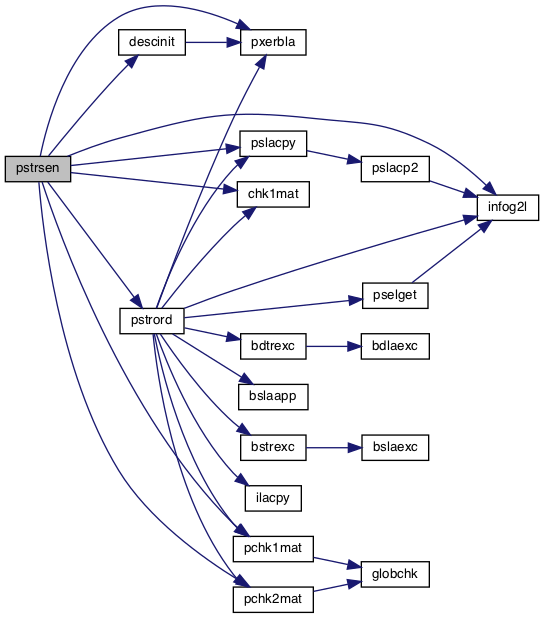 descinit
pxerbla
pstrsen
pslacpy
pslacp2
chk1mat
infog2l
pselget
pstrord
bdtrexc
bdlaexc
bslaapp
bstrexc
bslaexc
ilacpy
pchk1mat
globchk
pchk2mat